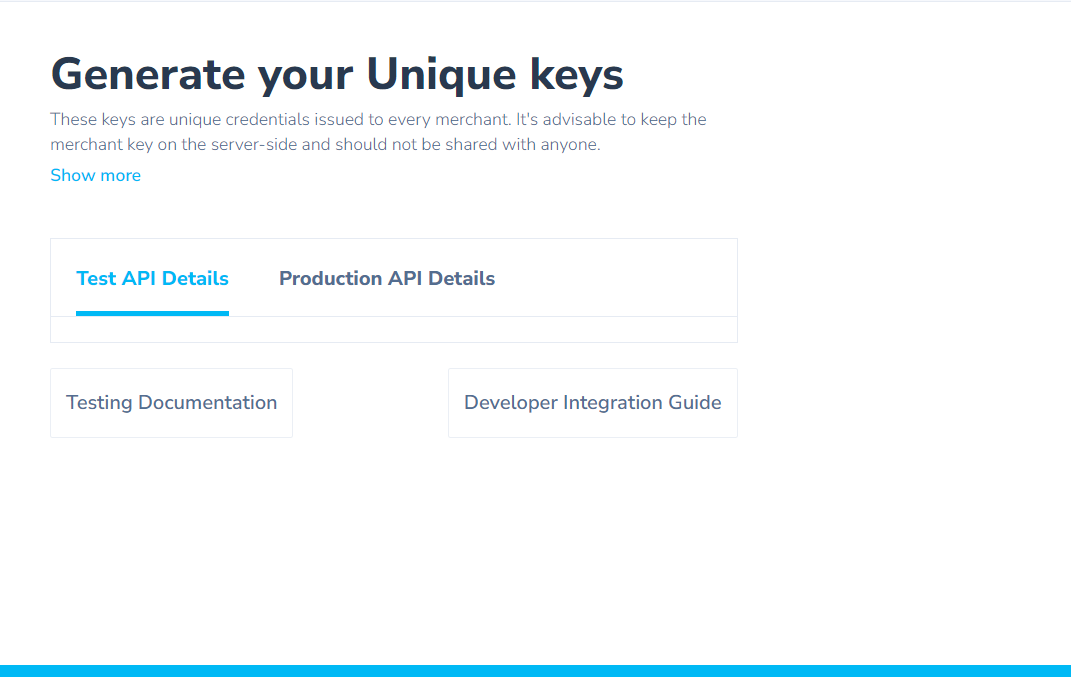 Generate your Unique keys
These keys are unique credentials issued to every merchant. It's advisable to keep the
merchant key on the server-side and should not be shared with anyone.
Show more
Test API Details
Production API Details
Testing Documentation
Developer Integration Guide